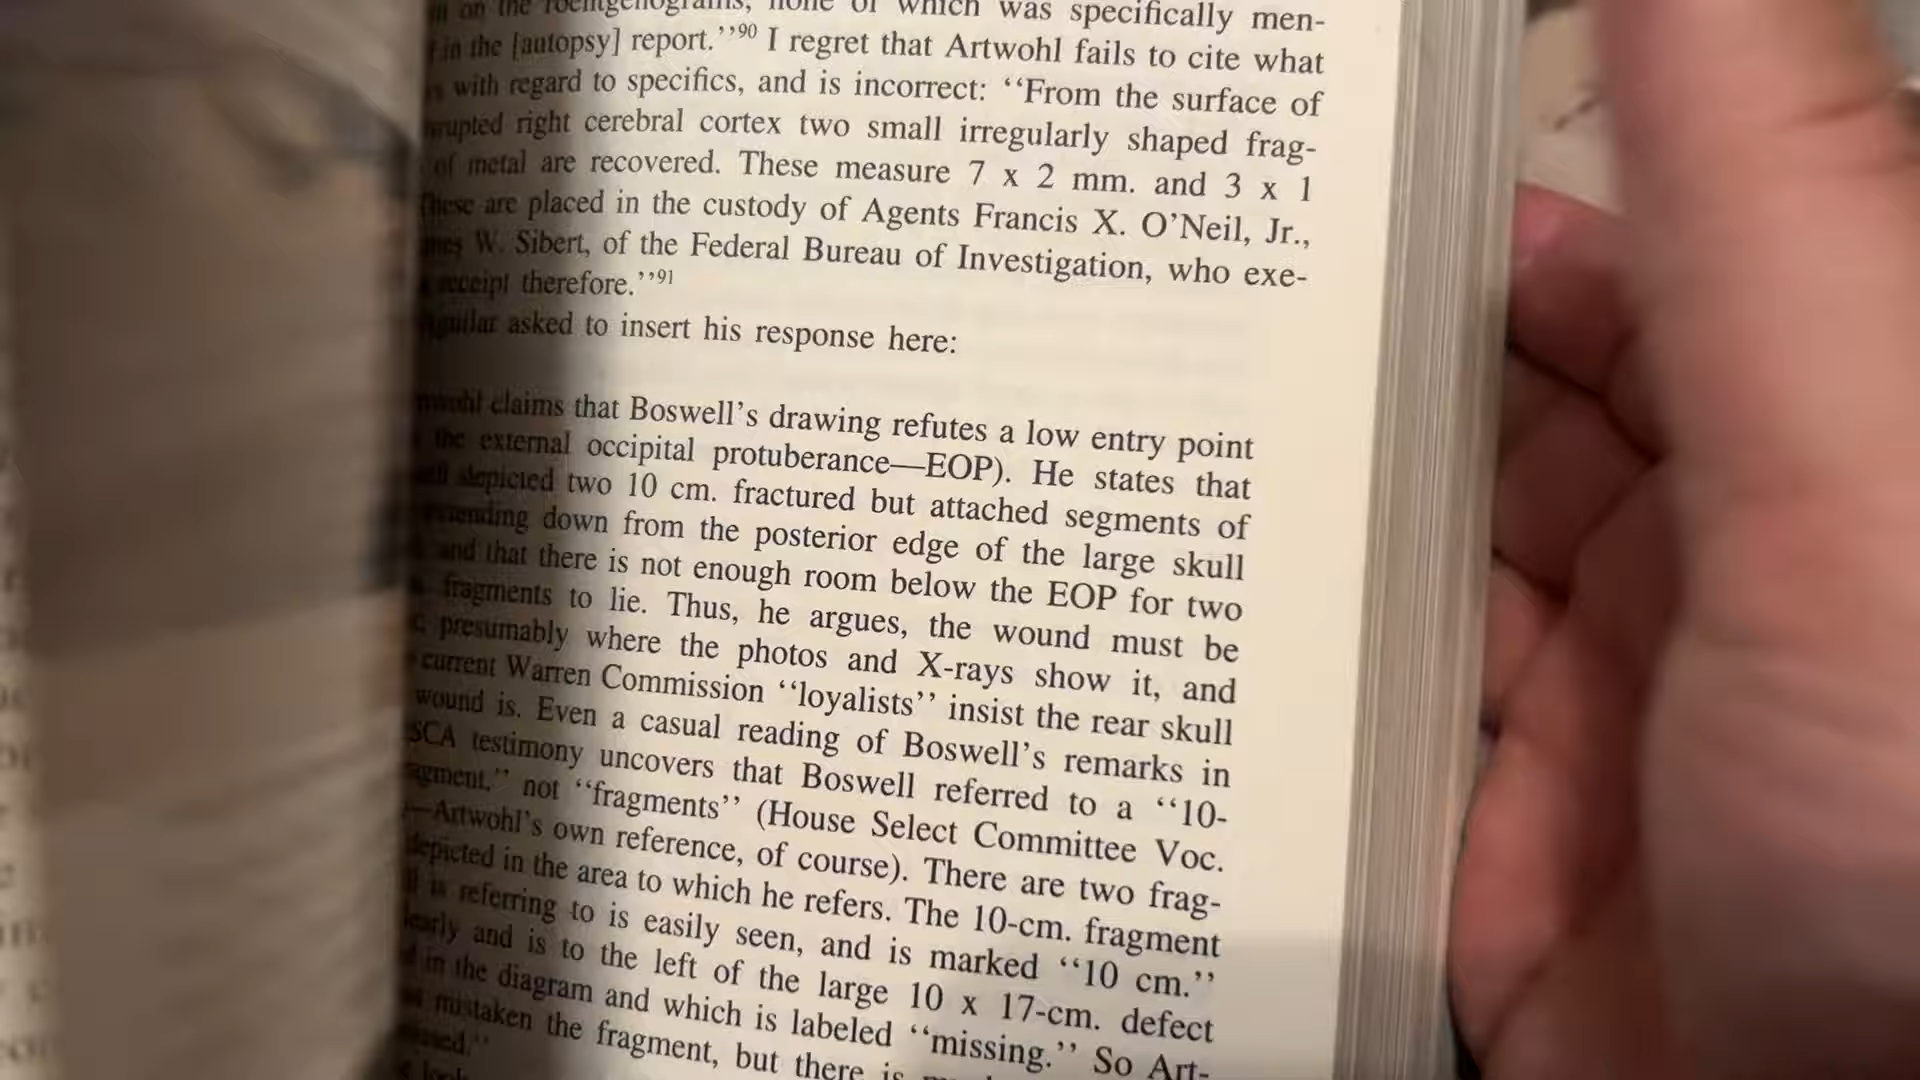 on the roentgenograms, none of which was specifically men-
in the [autopsy] report.’’90 I regret that Artwohl fails to cite what
with regard to specifics, and is incorrect: ‘‘From the surface of
right cerebral cortex two small irregularly shaped frag-
of metal are recovered. These measure 7 x 2 mm. and 3 x 1
These are placed in the custody of Agents Francis X. O’Neil, Jr.,
W. Sibert, of the Federal Bureau of Investigation, who exe-
receipt therefore.’’91
asked to insert his response here:
claims that Boswell’s drawing refutes a low entry point
the external occipital protuberance—EOP). He states that
depicted two 10 cm. fractured but attached segments of
down from the posterior edge of the large skull
and that there is not enough room below the EOP for two
fragments to lie. Thus, he argues, the wound must be
presumably where the photos and X-rays show it, and
current Warren Commission ‘‘loyalists’’ insist the rear skull
wound is. Even a casual reading of Boswell’s remarks in
testimony uncovers that Boswell referred to a ‘‘10-
not ‘‘fragments’’ (House Select Committee Voc.
—Artwohl’s own reference, of course). There are two frag-
depicted in the area to which he refers. The 10-cm. fragment
is referring to is easily seen, and is marked ‘‘10 cm.’’
and is to the left of the large 10 x 17-cm. defect
in the diagram and which is labeled ‘‘missing.’’ So Art-
mistaken the fragment, but there is